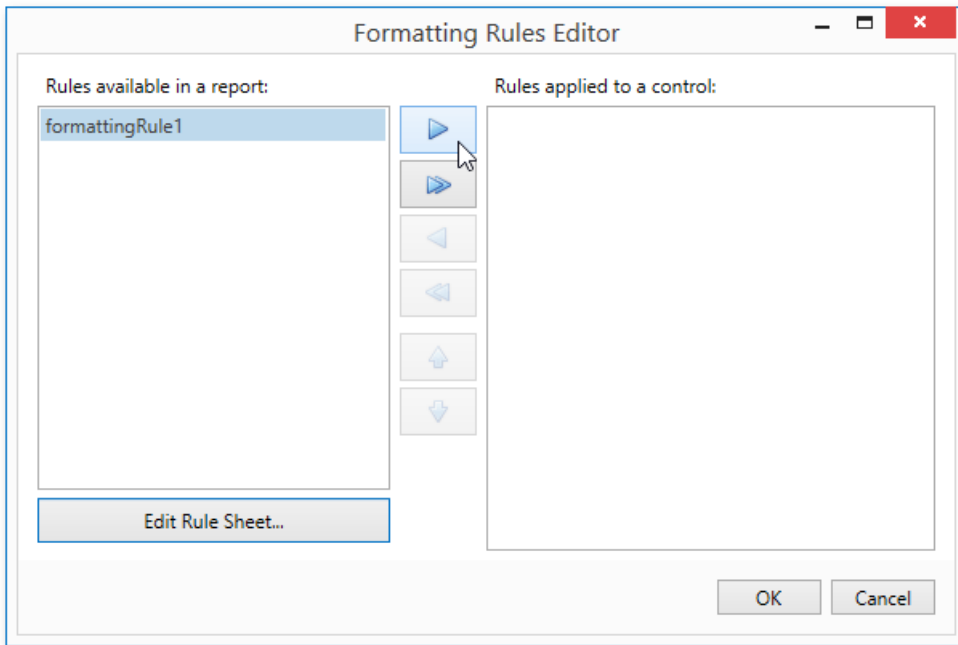 Formatting Rules Editor
Rules available in a report:
Rules applied to a control:
formattingRule1
Edit Rule Sheet...
OK
Cancel